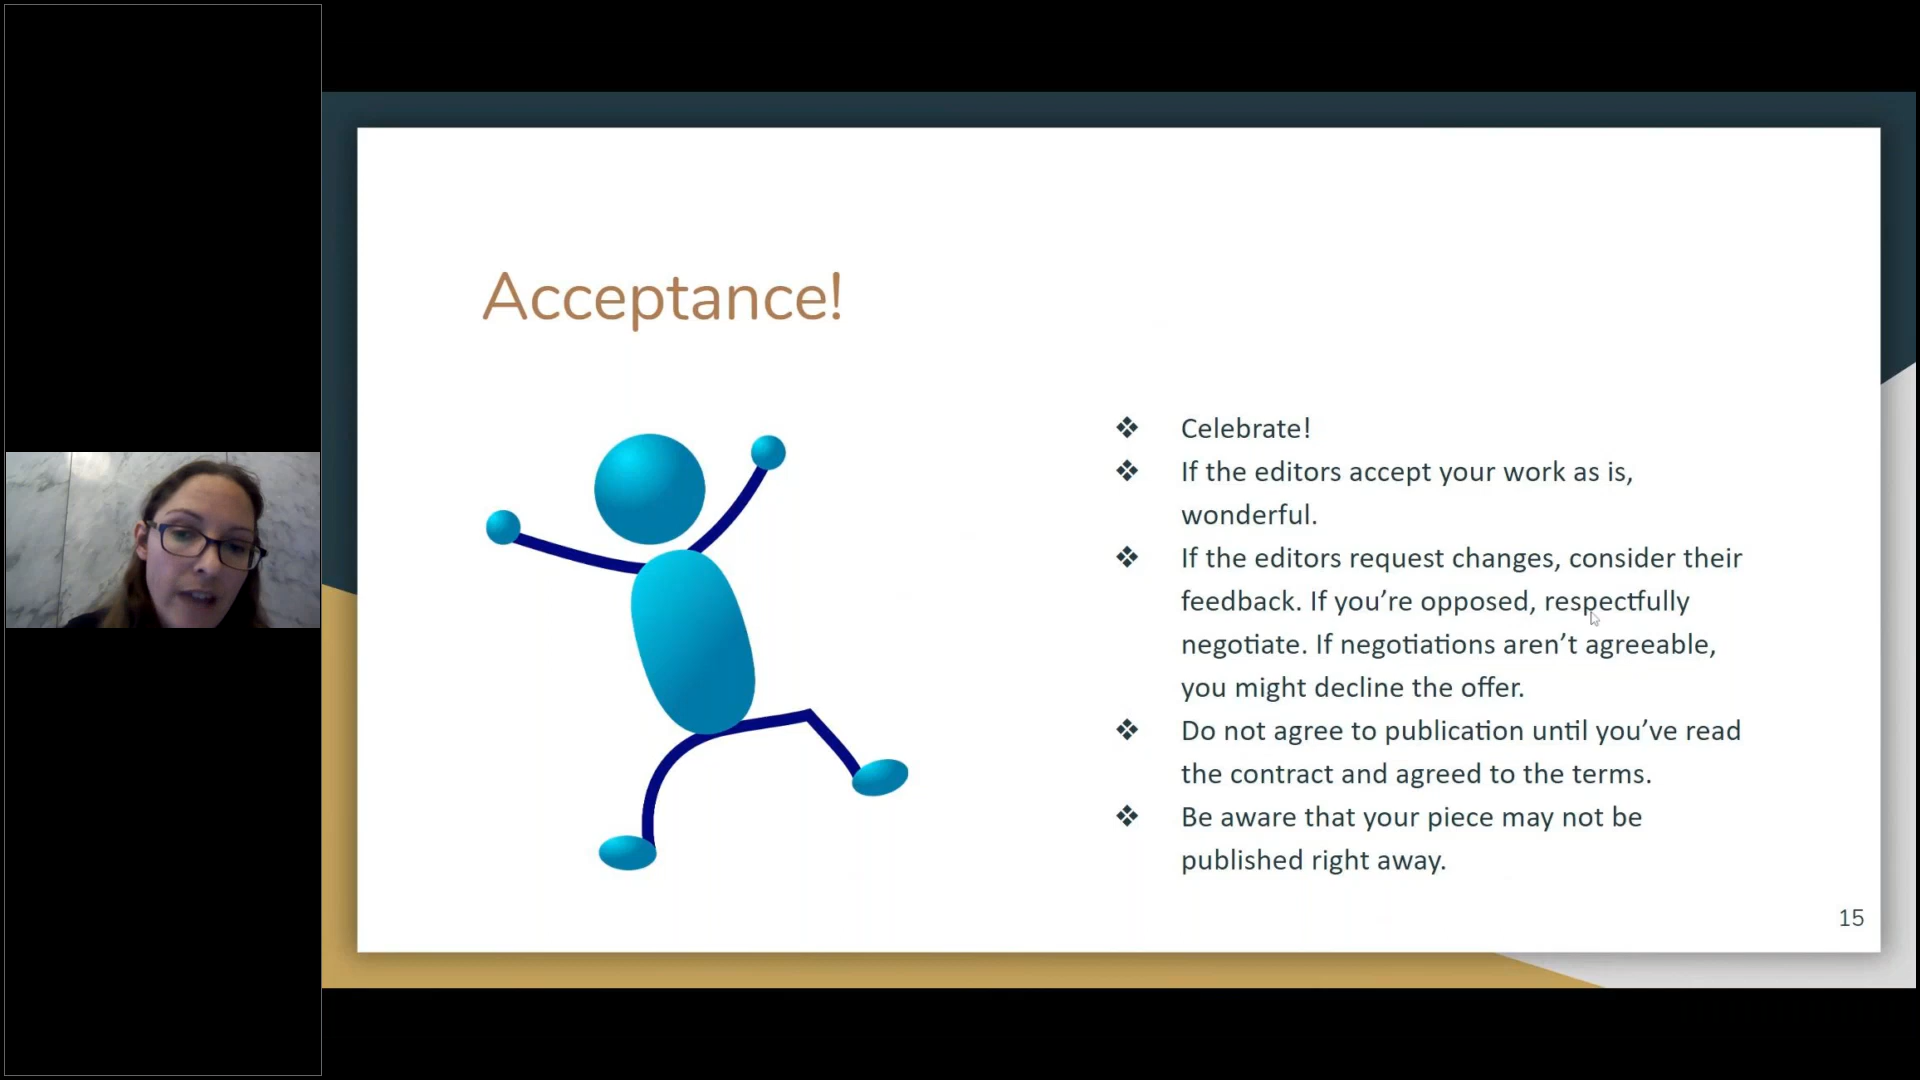 Acceptance!
❖ Celebrate!
❖ If the editors accept your work as is,
wonderful.
❖ If the editors request changes, consider their
feedback. If you’re opposed, respectfully
negotiate. If negotiations aren’t agreeable,
you might decline the offer.
❖ Do not agree to publication until you’ve read
the contract and agreed to the terms.
❖ Be aware that your piece may not be
published right away.
15